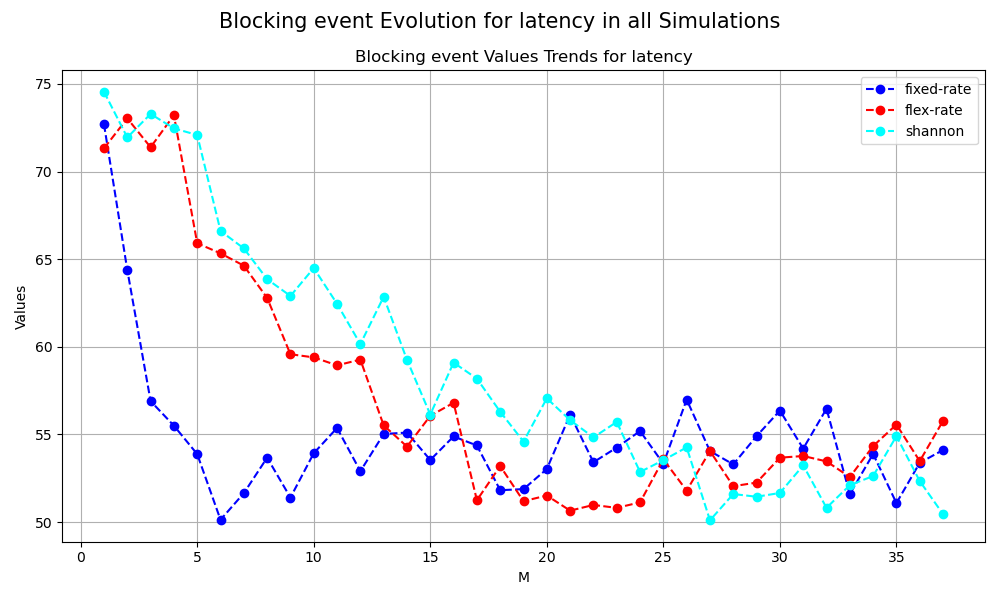 Blocking event Evolution for latency in all Simulations
Blocking event Values Trends for latency
fixed-rate
flex-rate
shannon
Values
75
70
65
60
55
50
0 5 10 15 20 25 30 35
M